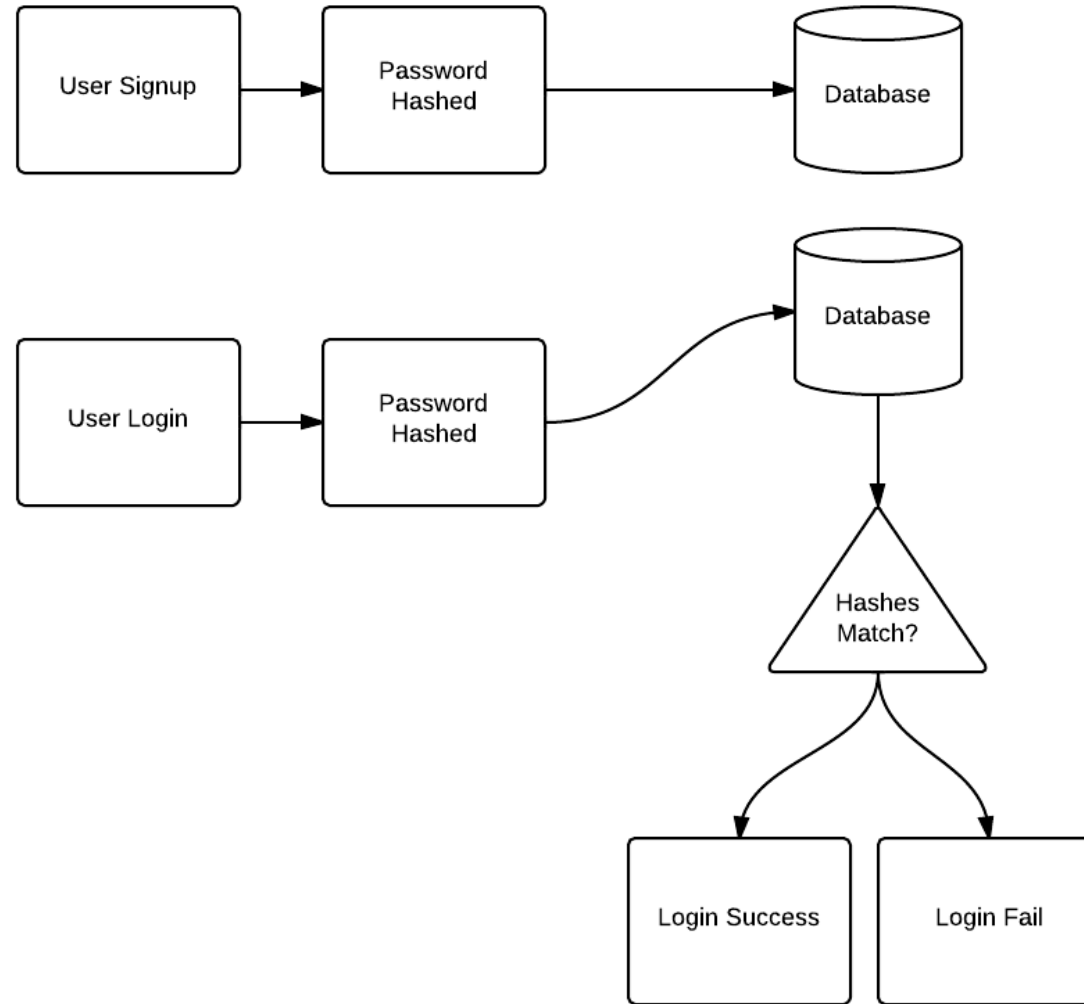 User Signup
Password
Hashed
Database
Database
User Login
Password
Hashed
Hashes
Match?
Login Success
Login Fail